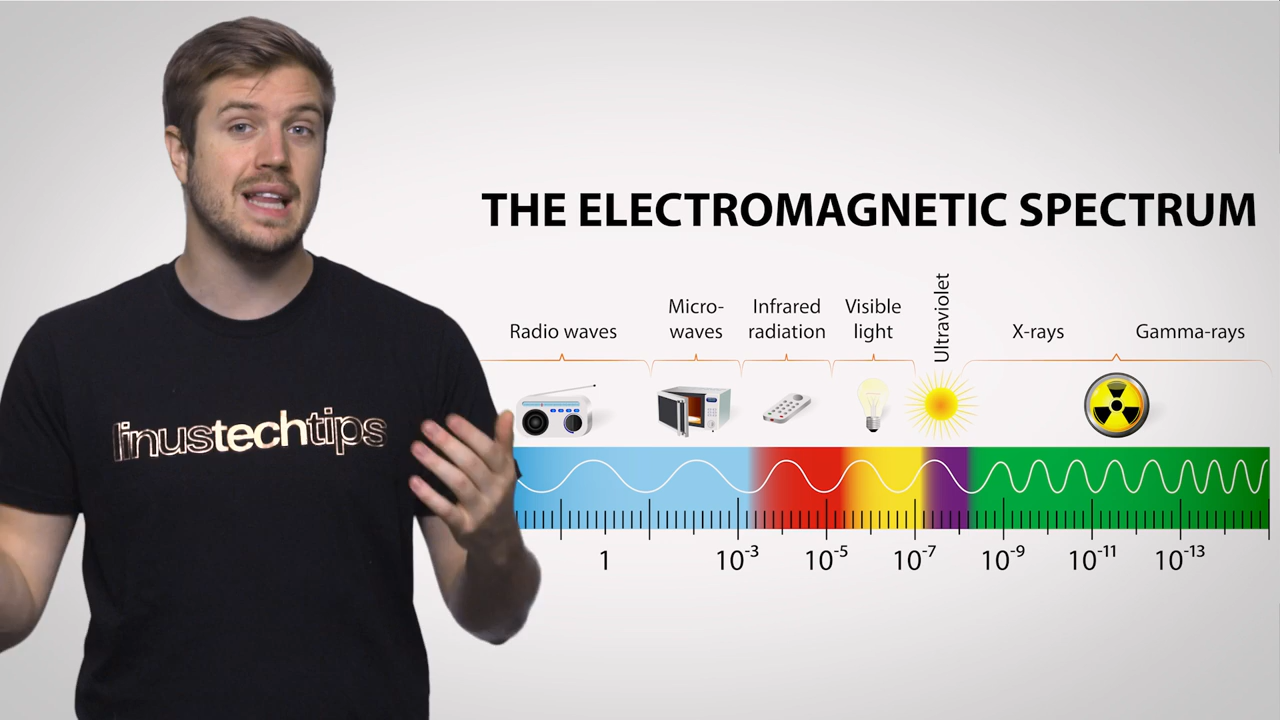 THE ELECTROMAGNETIC SPECTRUM
Radio waves
Micro-
waves
Infrared
radiation
Visible
light
Ultraviolet
X-rays
Gamma-rays
linustechtips
1 10⁻³ 10⁻⁵ 10⁻⁷ 10⁻⁹ 10⁻¹¹ 10⁻¹³